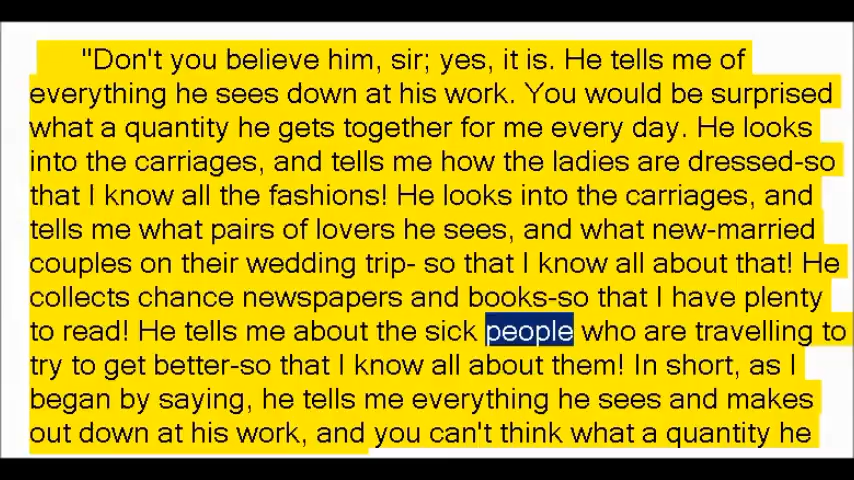 "Don't you believe him, sir; yes, it is. He tells me of
everything he sees down at his work. You would be surprised
what a quantity he gets together for me every day. He looks
into the carriages, and tells me how the ladies are dressed-so
that I know all the fashions! He looks into the carriages, and
tells me what pairs of lovers he sees, and what new-married
couples on their wedding trip- so that I know all about that! He
collects chance newspapers and books-so that I have plenty
to read! He tells me about the sick people who are travelling to
try to get better-so that I know all about them! In short, as I
began by saying, he tells me everything he sees and makes
out down at his work, and you can't think what a quantity he